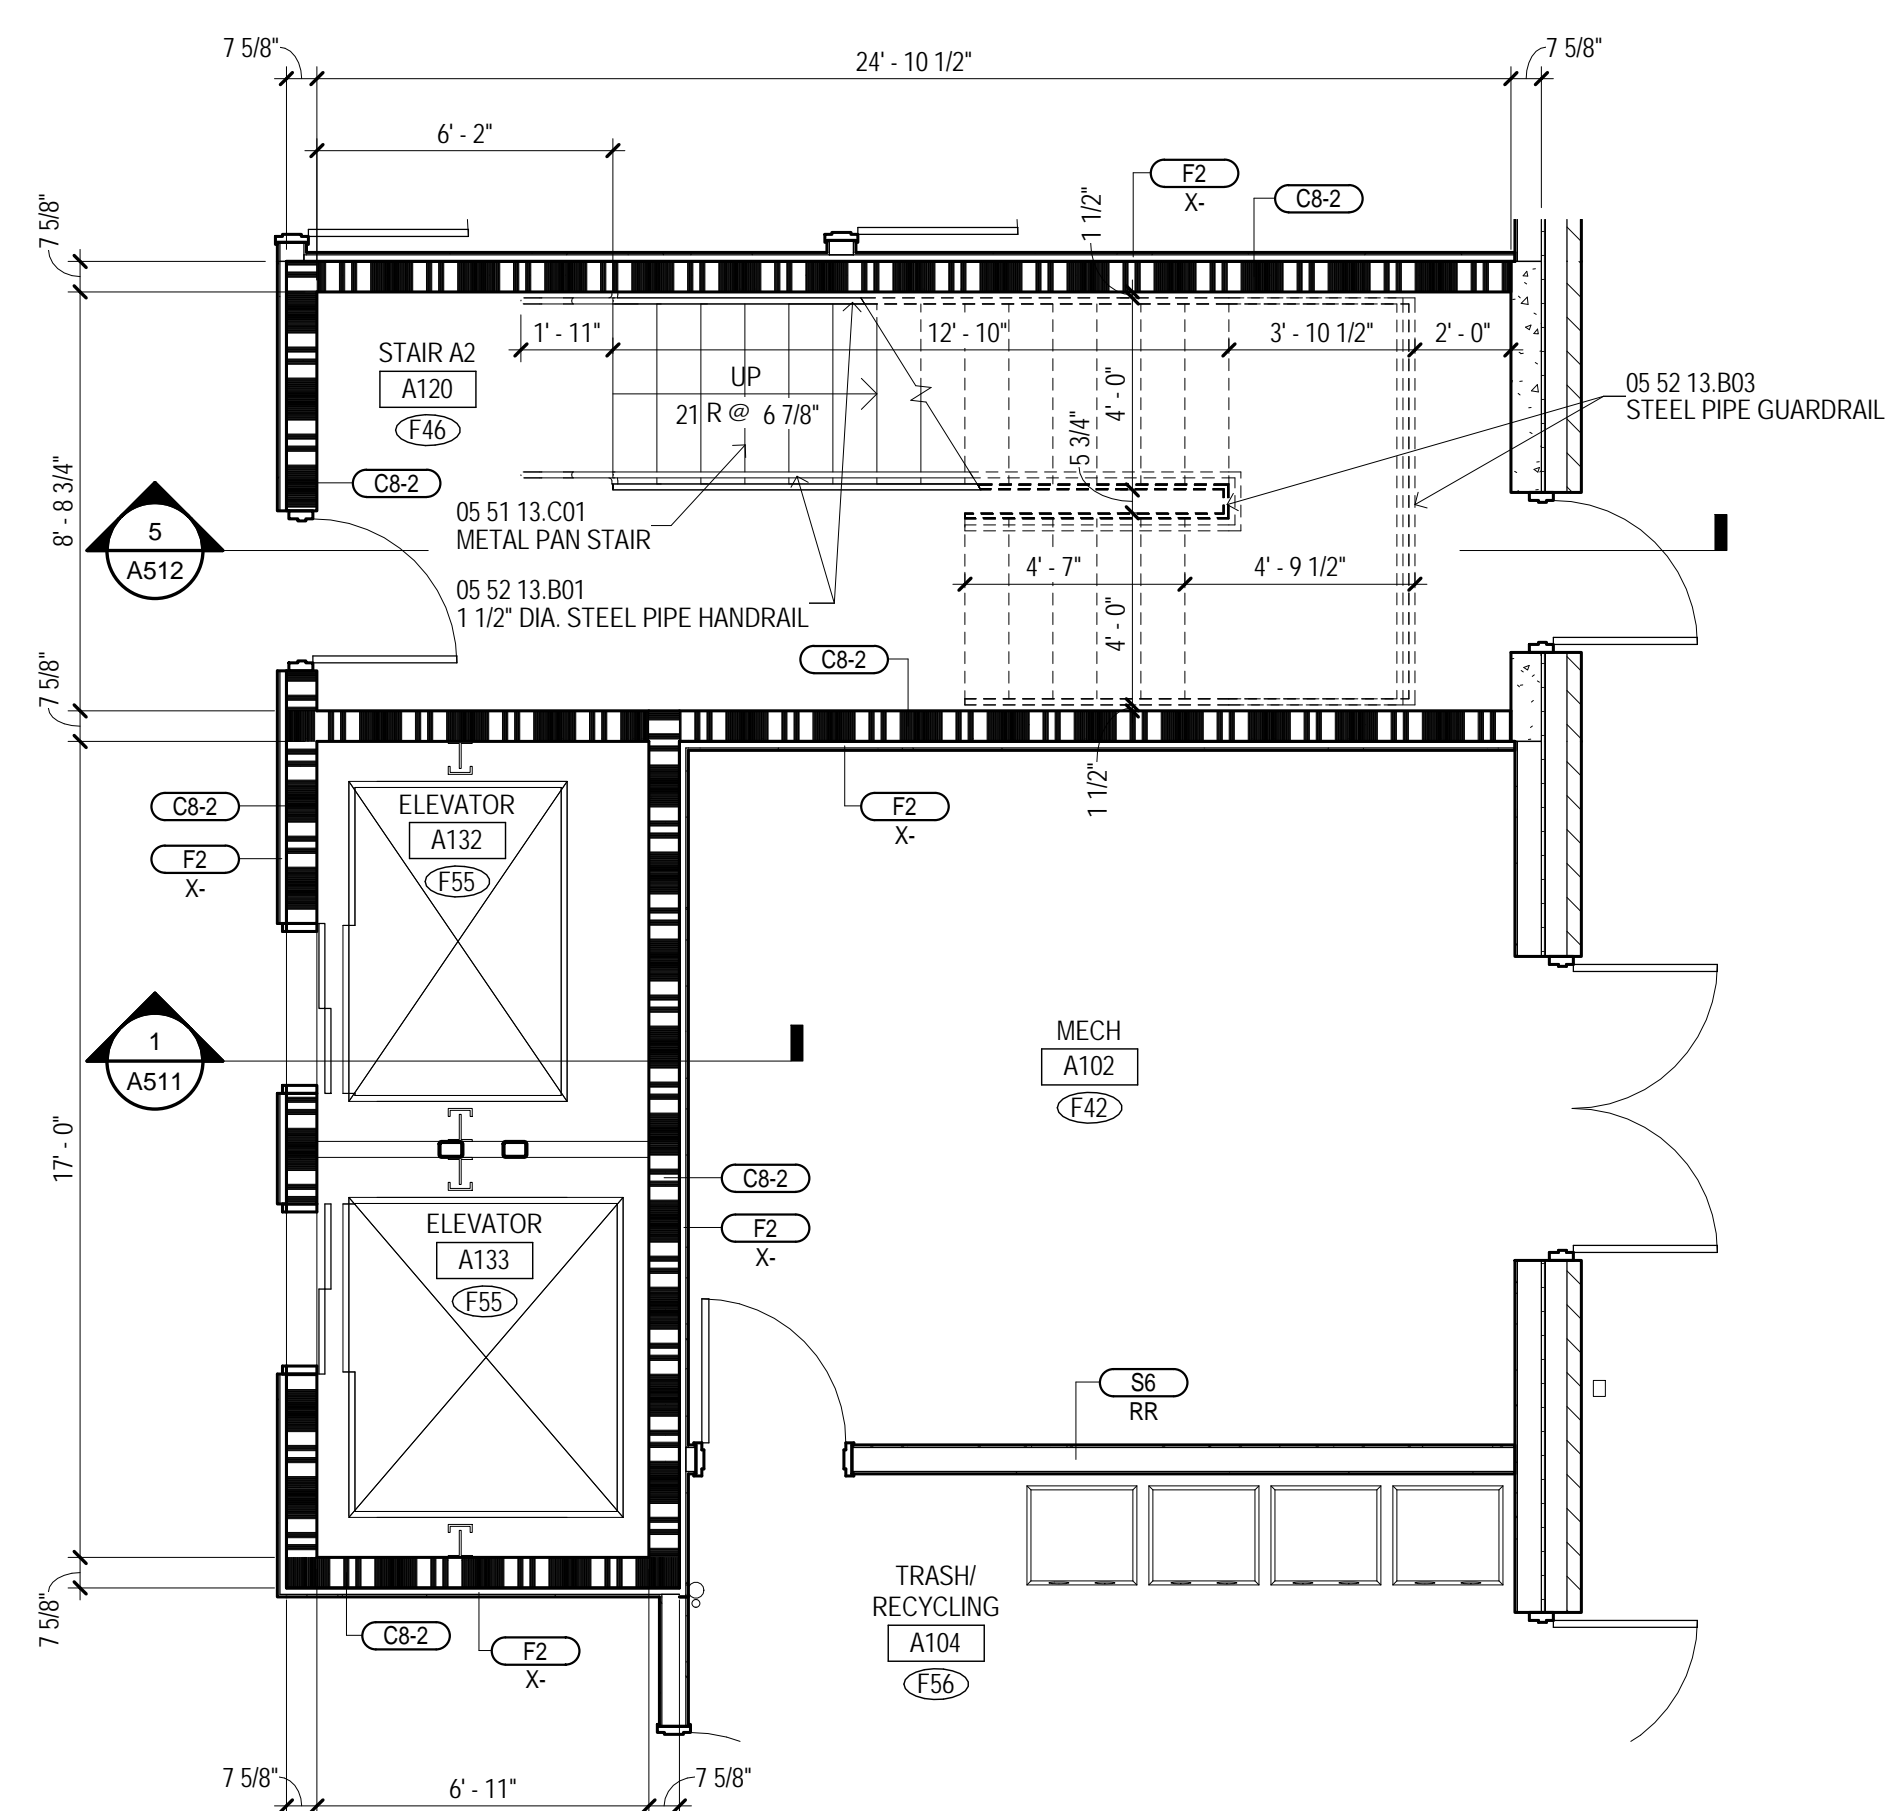 7 5/8"
24' - 10 1/2"
7 5/8"
6' - 2"
F2
X-
C8-2
7 5/8"
1 1/2"
1' - 11"
12' - 10"
3' - 10 1/2"
2' - 0"
STAIR A2
A120
F46
UP
21 R @ 6 7/8"
4' - 0"
5 3/4"
05 52 13.B03
STEEL PIPE GUARDRAIL
C8-2
8' - 8 3/4"
5
A512
05 51 13.C01
METAL PAN STAIR
05 52 13.B01
1 1/2" DIA. STEEL PIPE HANDRAIL
4' - 7"
4' - 9 1/2"
4' - 0"
C8-2
7 5/8"
1 1/2"
C8-2
F2
X-
ELEVATOR
A132
F55
F2
X-
1
A511
MECH
A102
F42
17' - 0"
C8-2
F2
X-
ELEVATOR
A133
F55
S6
RR
TRASH/
RECYCLING
A104
F56
7 5/8"
C8-2
F2
X-
7 5/8"
6' - 11"
7 5/8"